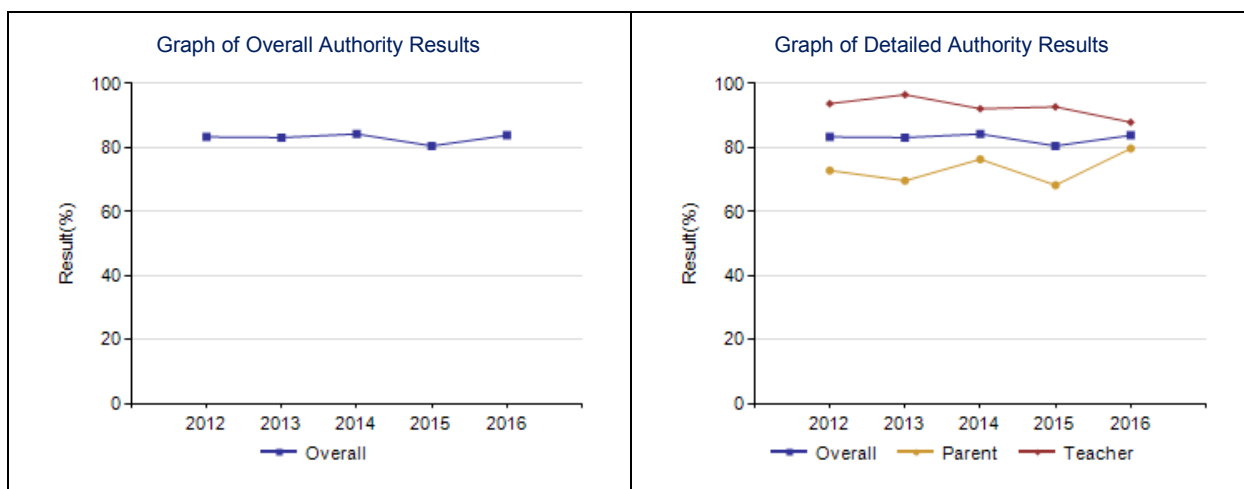 Graph of Overall Authority Results
100
80
60
40
20
0
Result(%)
2012 2013 2014 2015 2016
Overall
Graph of Detailed Authority Results
100
80
60
40
20
0
Result(%)
2012 2013 2014 2015 2016
Overall Parent Teacher